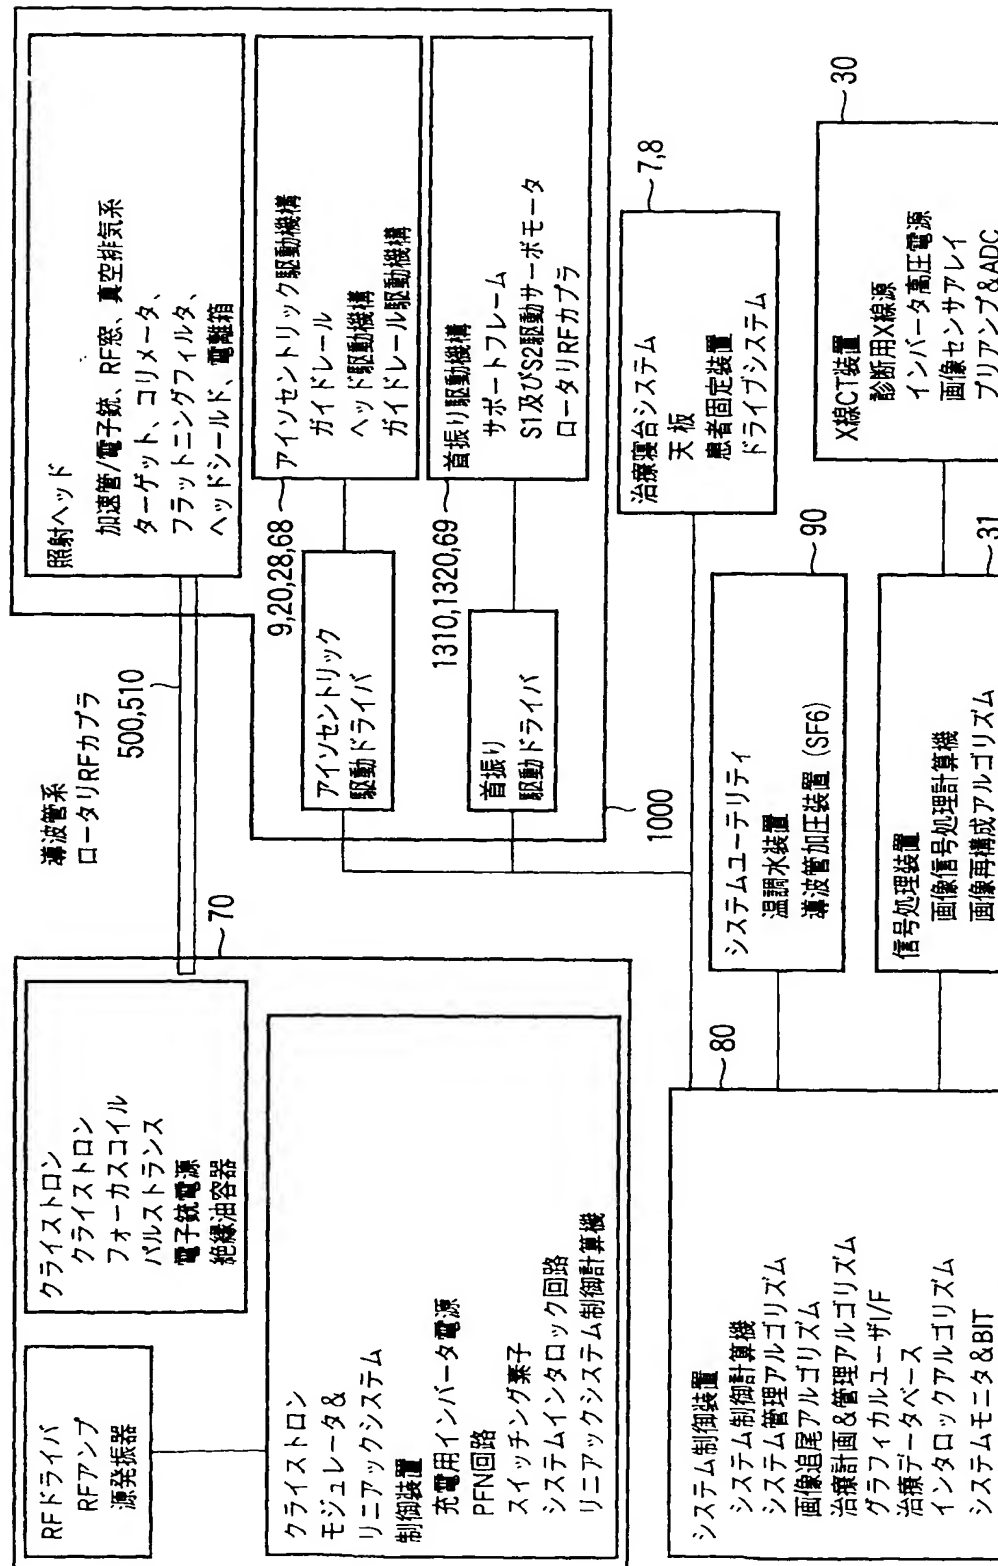 RFドライバ
RFアンプ
源発振器
クライストロン
クライストロン
フォーカスコイル
パルストランス
電子銃電源
絶縁油容器
クライストロン
モジュレータ&
リニアックシステム
制御装置
充電用インバータ電源
PFN回路
スイッチング素子
システムインタロック回路
リニアックシステム制御計算機
70
導波管系
ロータリRFカプラ
500,510
照射ヘッド
加速管/電子銃、RF窓、真空排気系
ターゲット、コリメータ、
フラットニングフィルタ、
ヘッドシールド、電離箱
9,20,28,68
アイソセントリック駆動機構
ガイドレール
ヘッド駆動機構
ガイドレール駆動機構
アイソセントリック
駆動ドライバ
1310,1320,69
首振り駆動機構
サポートフレーム
S1及びS2駆動サーボモータ
ロータリRFカプラ
首振り
駆動ドライバ
1000
7,8
治療寝台システム
天板
患者固定装置
ドライブシステム
80
システム制御装置
システム制御計算機
システム管理アルゴリズム
画像追尾アルゴリズム
治療計画&管理アルゴリズム
グラフィカルユーザI/F
治療データベース
インタロックアルゴリズム
システムモニタ&BIT
90
システムユーテリティ
温調水装置
導波管加圧装置(SF6)
31
信号処理装置
画像信号処理計算機
画像再構成アルゴリズム
30
X線CT装置
診断用X線源
インバータ高圧電源
画像センサアレイ
プリアンプ&ADC